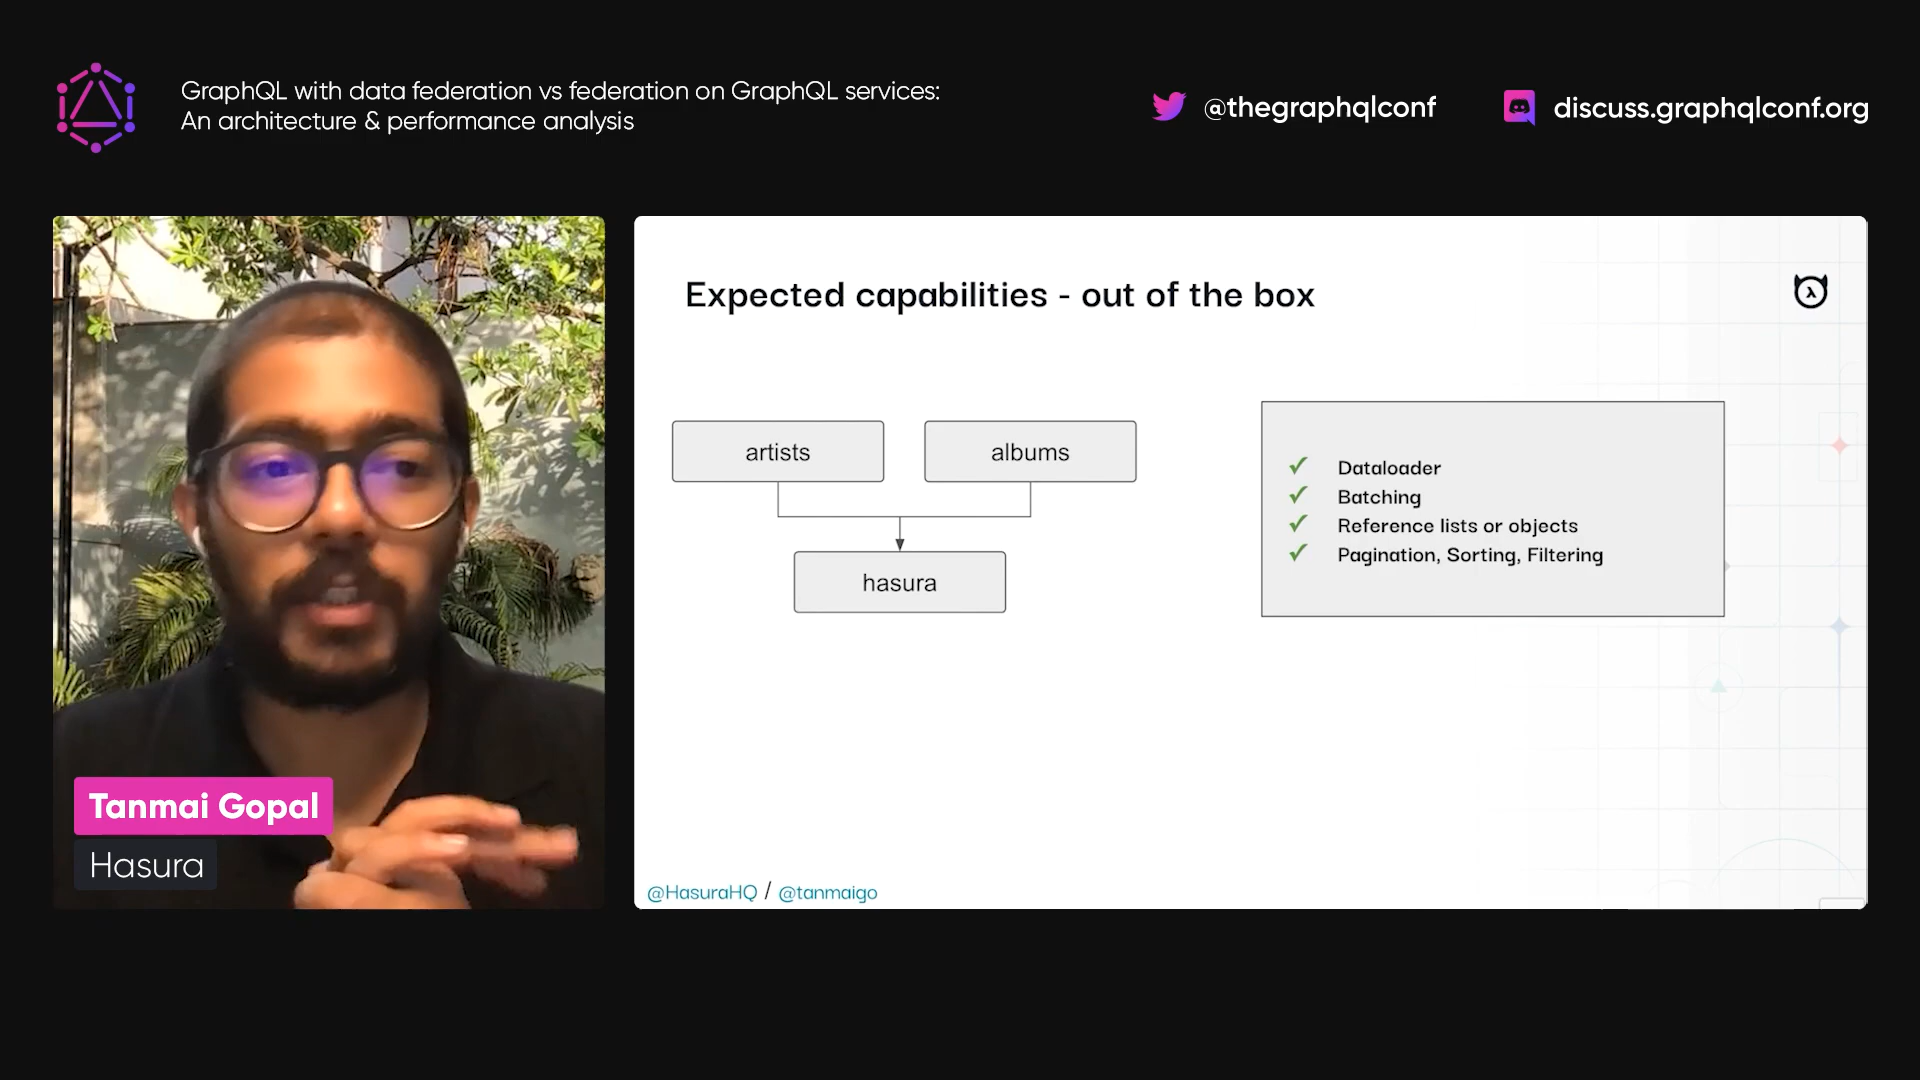 GraphQL with data federation vs federation on GraphQL services:
An architecture & performance analysis
@thegraphqlconf
discuss.graphqlconf.org
Tanmai Gopal
Hasura
Expected capabilities - out of the box
artists
albums
hasura
✓ Dataloader
✓ Batching
✓ Reference lists or objects
✓ Pagination, Sorting, Filtering
@HasuraHQ / @tanmaigo